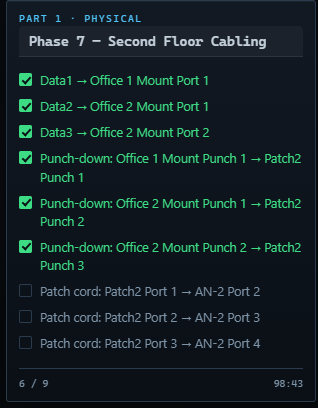 PART 1 · PHYSICAL
Phase 7 — Second Floor Cabling
Data1 → Office 1 Mount Port 1
Data2 → Office 2 Mount Port 1
Data3 → Office 2 Mount Port 2
Punch-down: Office 1 Mount Punch 1 → Patch2
Punch 1
Punch-down: Office 2 Mount Punch 1 → Patch2
Punch 2
Punch-down: Office 2 Mount Punch 2 → Patch2
Punch 3
Patch cord: Patch2 Port 1 → AN-2 Port 2
Patch cord: Patch2 Port 2 → AN-2 Port 3
Patch cord: Patch2 Port 3 → AN-2 Port 4
6 / 9 98:43